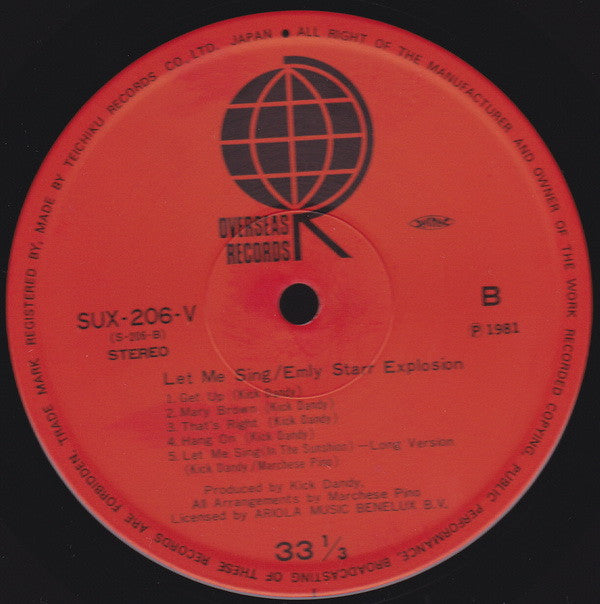 TRADE MARK REGISTERED BY, MADE BY TEICHIKU RECORDS CO., LTD. JAPAN • ALL RIGHT OF THE MANUFACTURER AND OWNER OF THE WORK RECORDED COPYING, PUBLIC PERFORMANCE, BROADCASTING OF THESE RECORDS ARE FORBIDDEN,
OVERSEAS
RECORDS
SUX-206-V
(S-206-B)
STEREO
B
Ⓟ 1981
Let Me Sing/Emly Starr Explosion
1. Get Up (Kick Dandy)
2. Mary Brown (Kick Dandy)
3. That's Right (Kick Dandy)
4. Hang On (Kick Dandy)
5. Let Me Sing (In The Sunshine)—Long Version
(Kick Dandy/Marchese Pino)
Produced by Kick Dandy,
All Arrangements by Marchese Pino
Licensed by ARIOLA MUSIC BENELUX B.V.
33 1/3